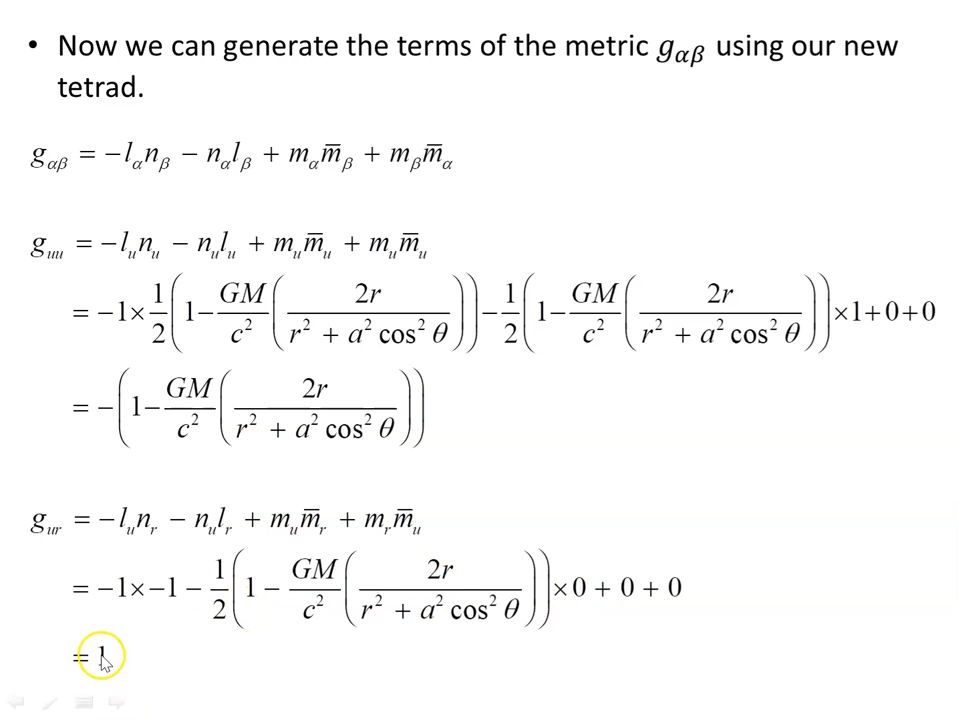 • Now we can generate the terms of the metric g_{αβ} using our new
tetrad.
g_{αβ} = −l_α n_β − n_α l_β + m_α m̄_β + m_β m̄_α
g_{uu} = −l_u n_u − n_u l_u + m_u m̄_u + m_u m̄_u
= −1×1/2(1−GM/c²(2r/(r² + a² cos² θ)))−1/2(1−GM/c²(2r/(r² + a² cos² θ)))×1+0+0
= −(1−GM/c²(2r/(r² + a² cos² θ)))
g_{ur} = −l_u n_r − n_u l_r + m_u m̄_r + m_r m̄_u
= −1×−1 − 1/2(1 − GM/c²(2r/(r² + a² cos² θ)))×0 + 0 + 0
= 1